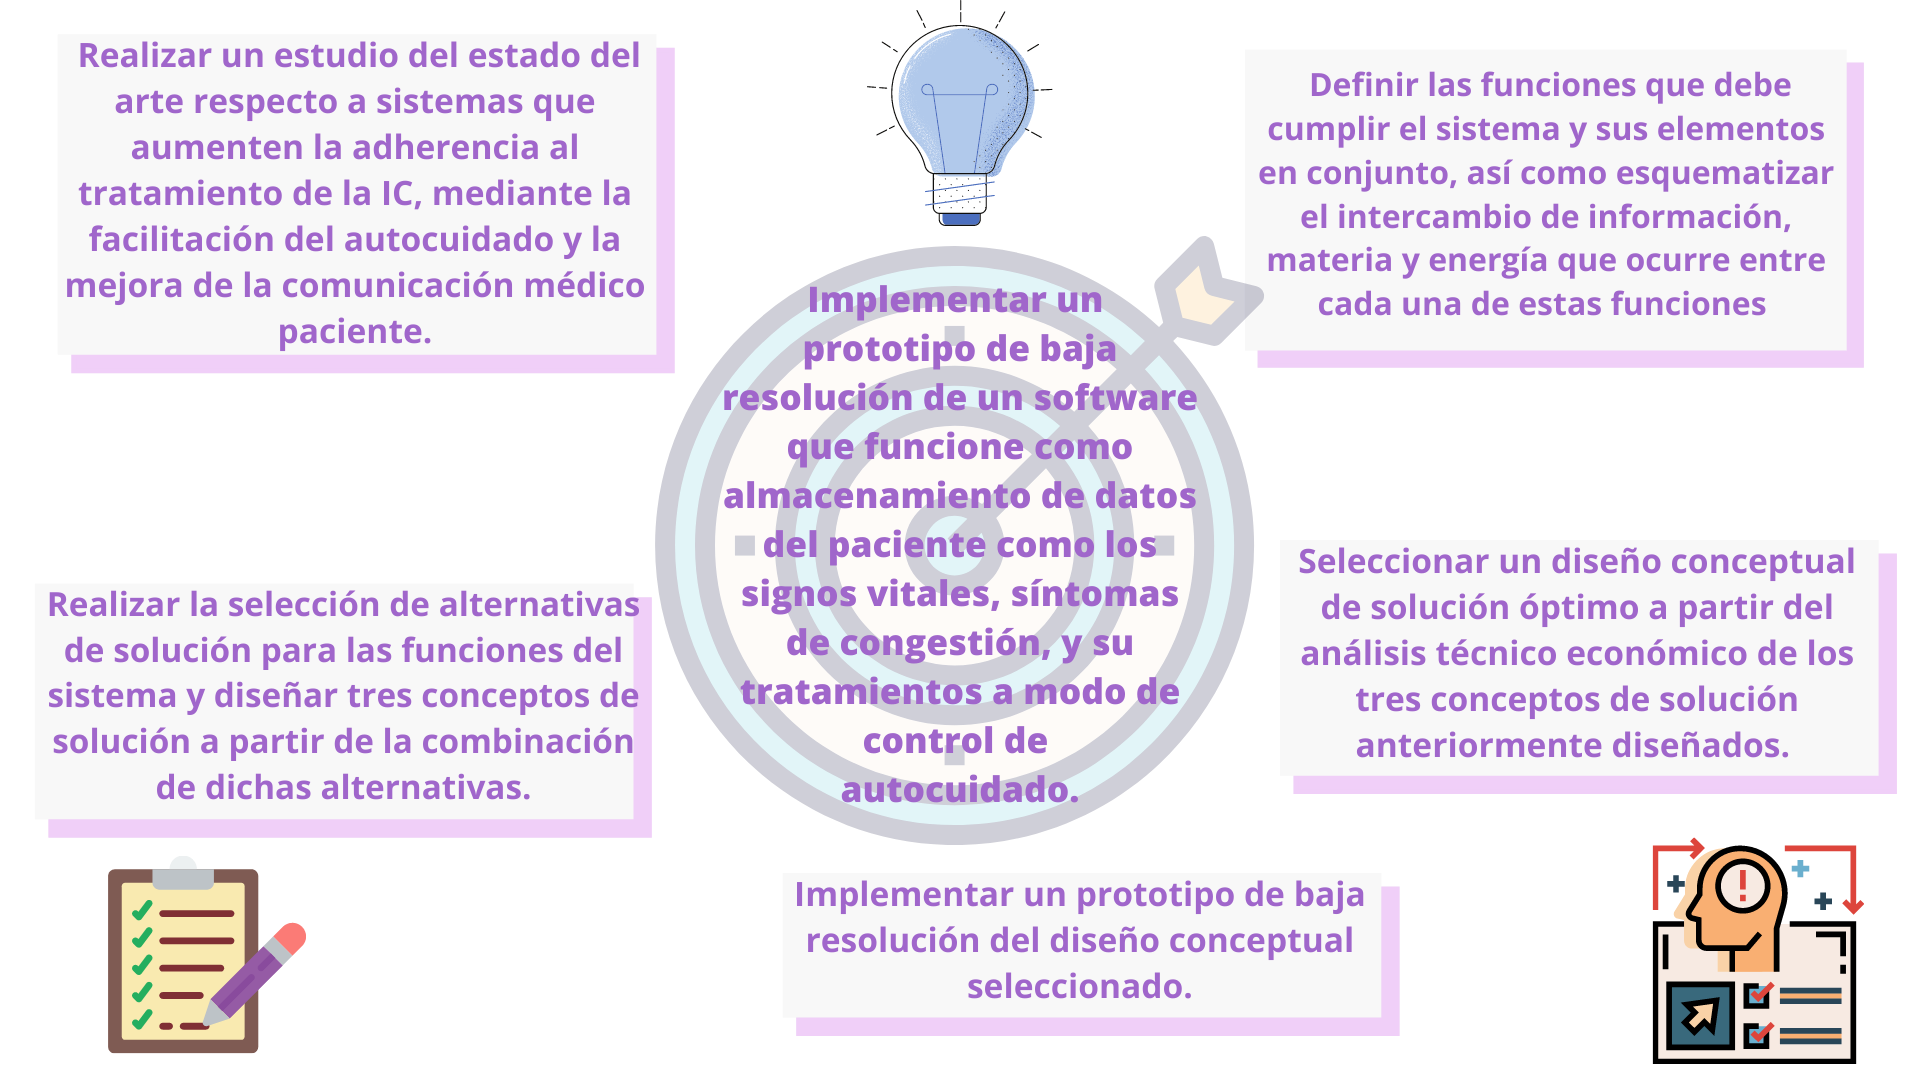 Realizar un estudio del estado del
arte respecto a sistemas que
aumenten la adherencia al
tratamiento de la IC, mediante la
facilitación del autocuidado y la
mejora de la comunicación médico
paciente.
Definir las funciones que debe
cumplir el sistema y sus elementos
en conjunto, así como esquematizar
el intercambio de información,
materia y energía que ocurre entre
cada una de estas funciones
Implementar un
prototipo de baja
resolución de un software
que funcione como
almacenamiento de datos
del paciente como los
signos vitales, síntomas
de congestión, y su
tratamientos a modo de
control de
autocuidado.
Realizar la selección de alternativas
de solución para las funciones del
sistema y diseñar tres conceptos de
solución a partir de la combinación
de dichas alternativas.
Seleccionar un diseño conceptual
de solución óptimo a partir del
análisis técnico económico de los
tres conceptos de solución
anteriormente diseñados.
Implementar un prototipo de baja
resolución del diseño conceptual
seleccionado.